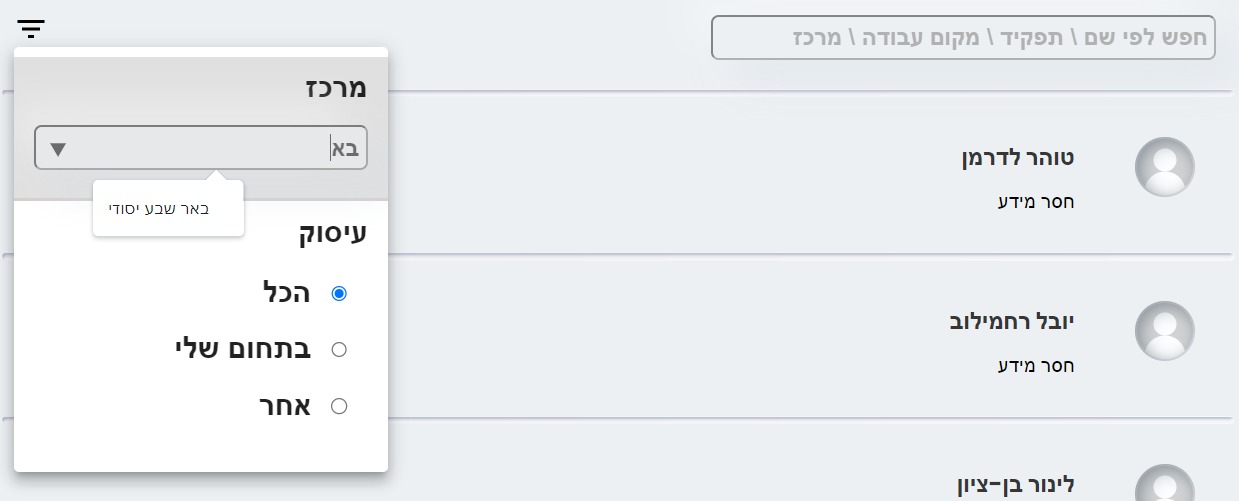 חפש לפי שם \ תפקיד \ מקום עבודה \ מרכז
מרכז
בא
באר שבע יסודי
עיסוק
הכל
בתחום שלי
אחר
טוהר לדרמן
חסר מידע
יובל רחמילוב
חסר מידע
לינור בן-ציון